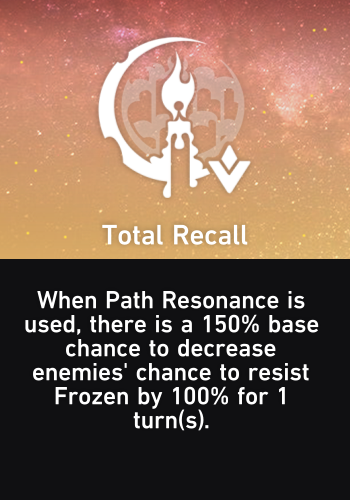 Total Recall
When Path Resonance is
used, there is a 150% base
chance to decrease
enemies' chance to resist
Frozen by 100% for 1
turn(s).